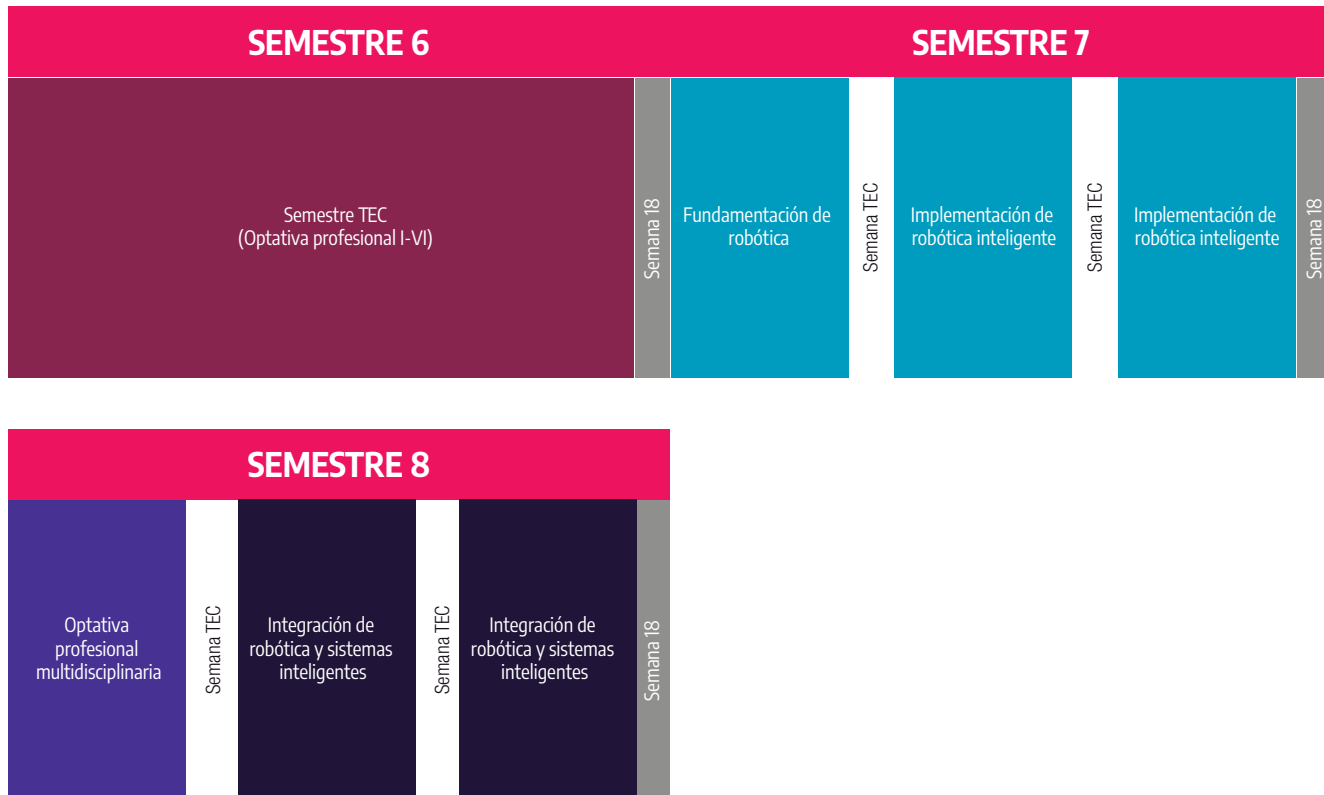 SEMESTRE 6
SEMESTRE 7
Semestre TEC
(Optativa profesional I-VI)
Semana 18
Fundamentación de
robótica
Semana TEC
Implementación de
robótica inteligente
Semana TEC
Implementación de
robótica inteligente
Semana 18
SEMESTRE 8
Optativa
profesional
multidisciplinaria
Semana TEC
Integración de
robótica y sistemas
inteligentes
Semana TEC
Integración de
robótica y sistemas
inteligentes
Semana 18